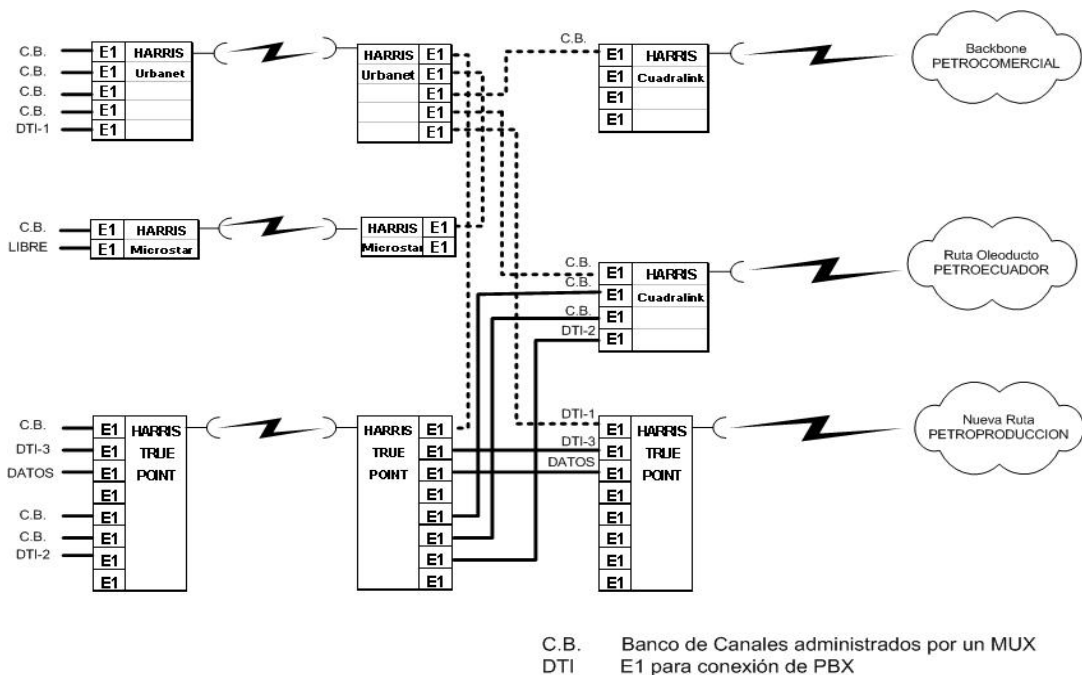 C.B.
C.B.
C.B.
C.B.
DTI-1
E1 HARRIS
E1 Urbanet
E1
E1
E1
HARRIS E1
Urbanet E1
E1
E1
E1
C.B.
E1 HARRIS
E1 Cuadralink
E1
E1
Backbone
PETROCOMERCIAL
C.B.
LIBRE
E1 HARRIS
E1 Microstar
HARRIS E1
Microstar E1
C.B.
C.B.
C.B.
DTI-2
E1 HARRIS
E1 Cuadralink
E1
E1
Ruta Oleoducto
PETROECUADOR
C.B.
DTI-3
DATOS
C.B.
C.B.
DTI-2
E1 HARRIS
E1 TRUE
E1 POINT
E1
E1
E1
E1
E1
HARRIS E1
TRUE E1
POINT E1
E1
E1
E1
E1
E1
DTI-1
DTI-3
DATOS
E1 HARRIS
E1 TRUE
E1 POINT
E1
E1
E1
E1
E1
Nueva Ruta
PETROPRODUCCION
C.B. Banco de Canales administrados por un MUX
DTI E1 para conexión de PBX